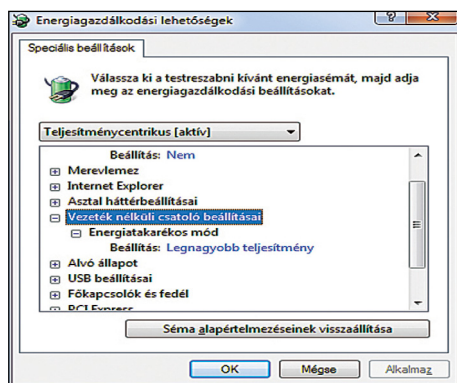 Energiagazdálkodási lehetőségek
Speciális beállítások
Válassza ki a testreszabni kívánt energiasémát, majd adja
meg az energiagazdálkodási beállításokat.
Teljesítménycentrikus [aktív]
Beállítás: Nem
Merevlemez
Internet Explorer
Asztal háttérbeállításai
Vezeték nélküli csatoló beállításai
Energiatakarékos mód
Beállítás: Legnagyobb teljesítmény
Alvó állapot
USB beállításai
Főkapcsolók és fedél
PCI Express
Séma alapértelmezéseinek visszaállítása
OK
Mégse
Alkalmaz